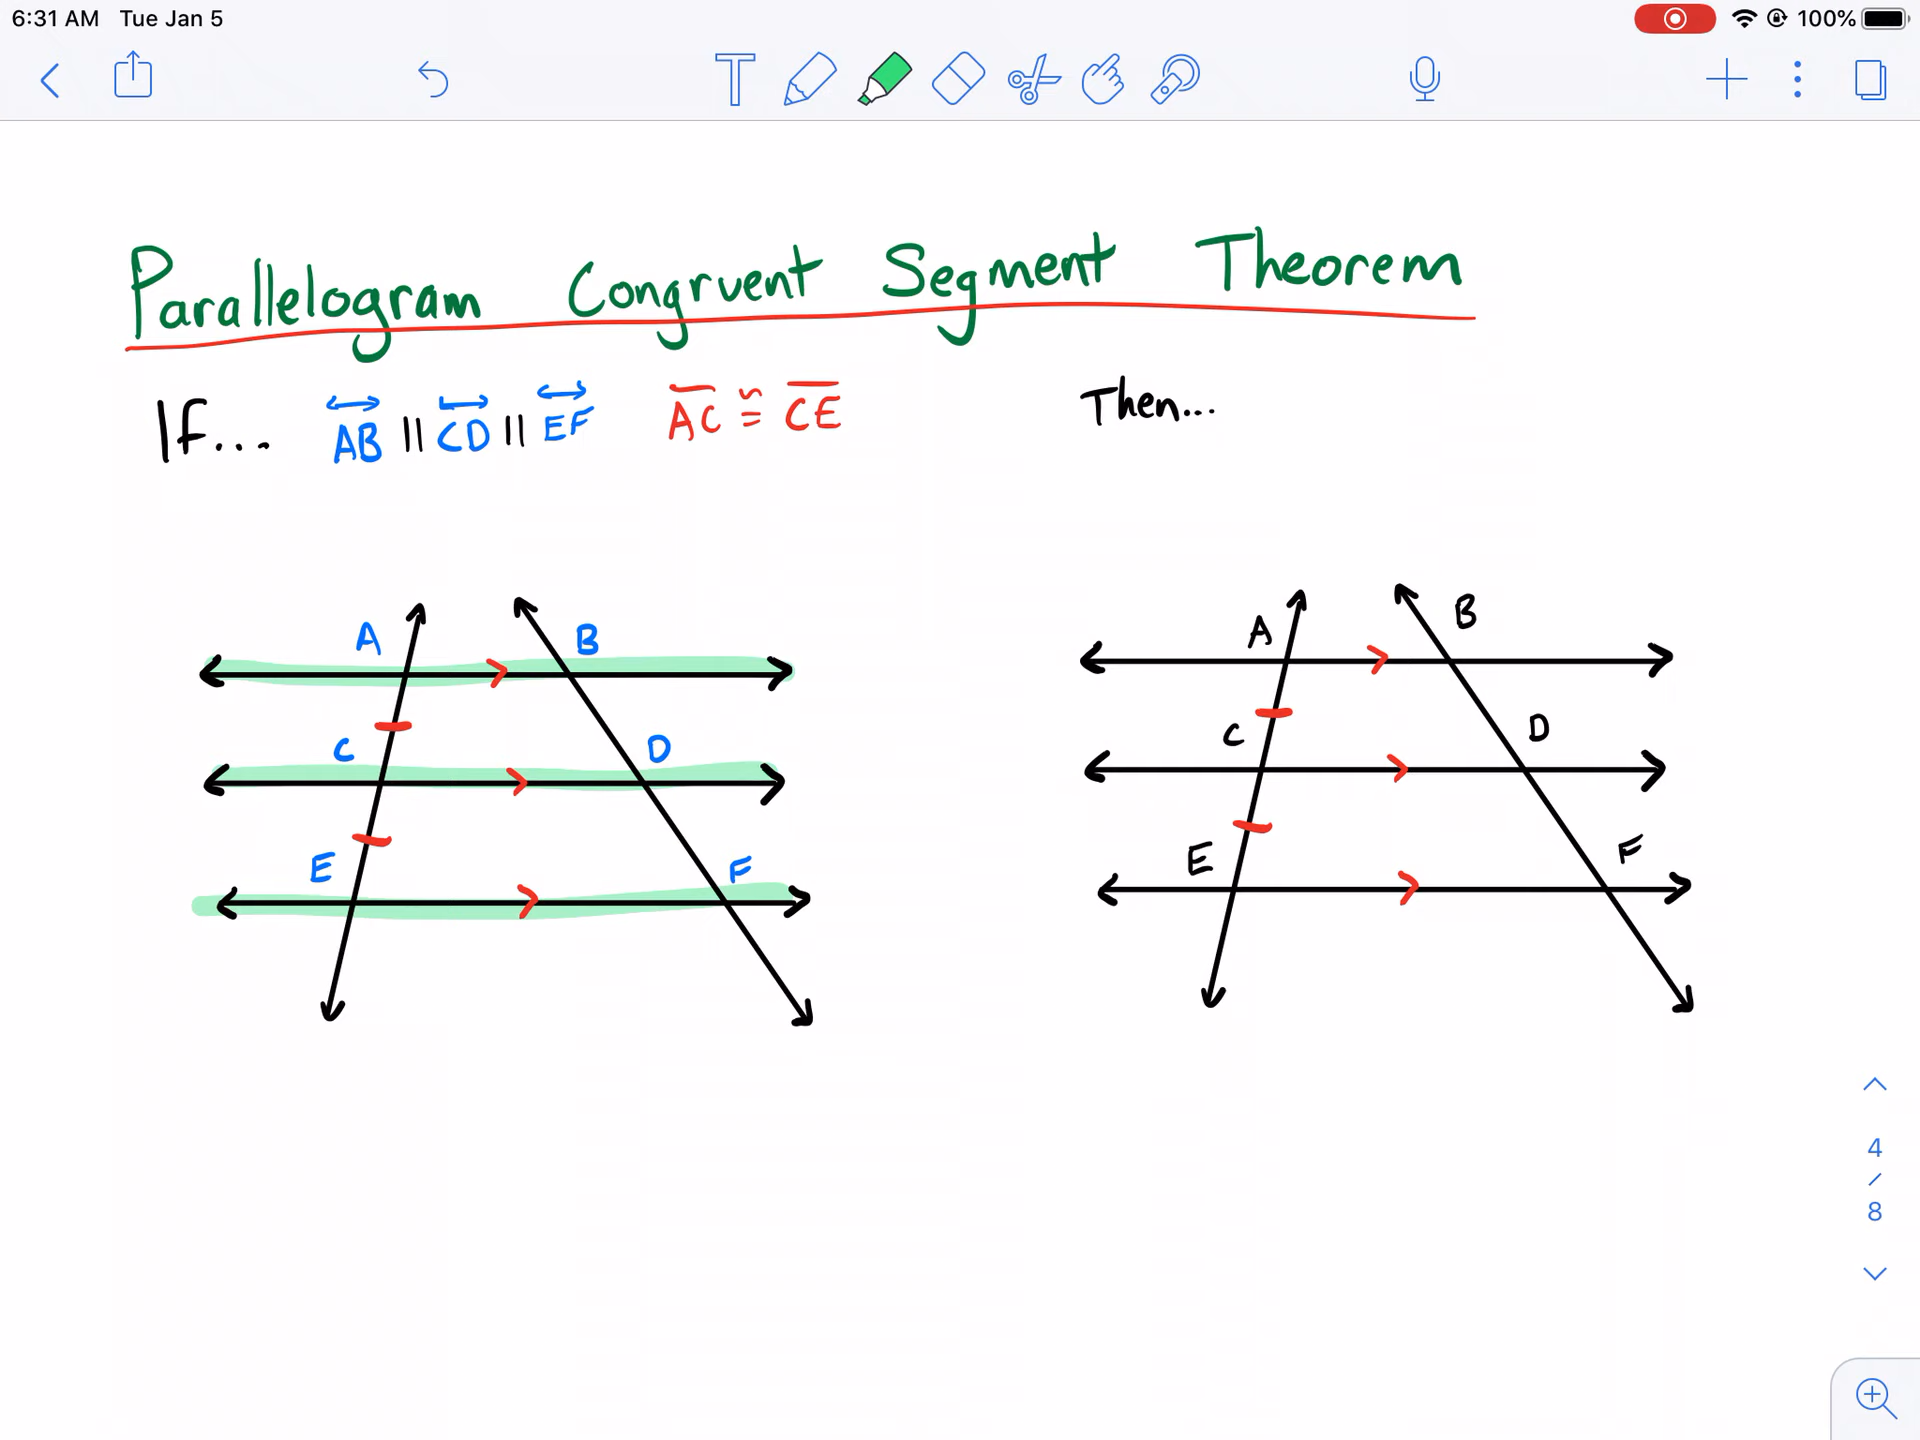 6:31 AM Tue Jan 5 100%
T
Parallelogram Congruent Segment Theorem
If... AB || CD || EF AC ≅ CE Then...
A B A B
C D C D
E F E F
4
/
8